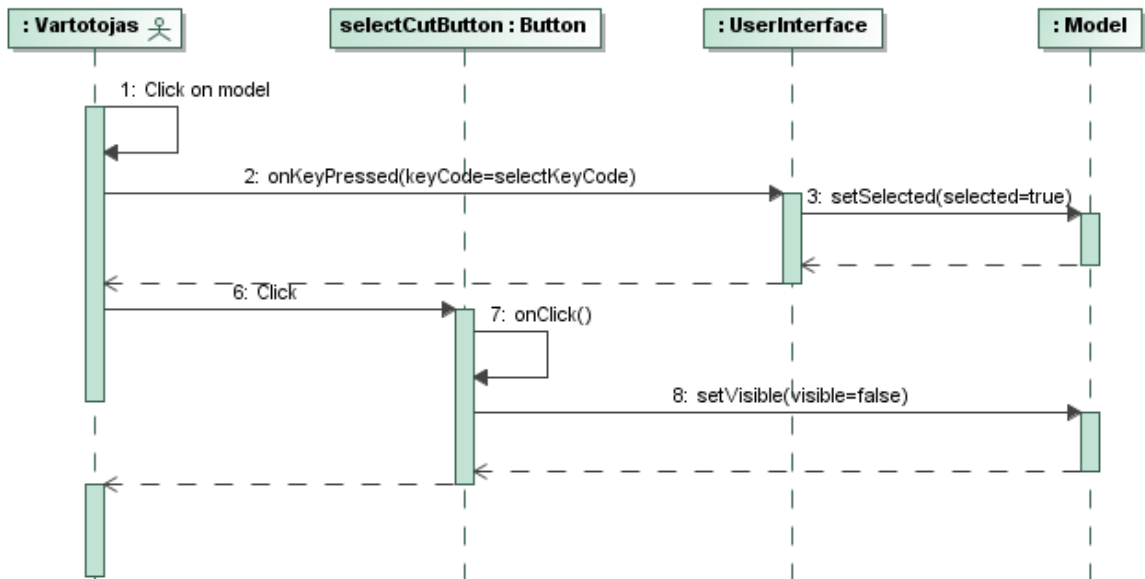 : Vartotojas
selectCutButton : Button
: UserInterface
: Model
1: Click on model
2: onKeyPressed(keyCode=selectKeyCode)
3: setSelected(selected=true)
6: Click
7: onClick()
8: setVisible(visible=false)